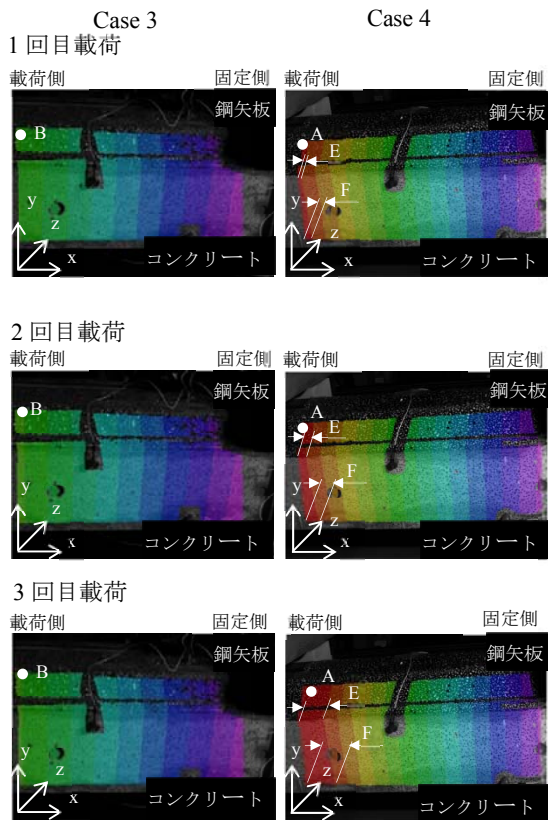 Case 3 Case 4
1 回目載荷
載荷側 固定側 載荷側 固定側
鋼矢板 鋼矢板
B A
E
F
y y
z z
x x
コンクリート コンクリート
2 回目載荷
載荷側 固定側 載荷側 固定側
鋼矢板 鋼矢板
B A
E
F
y y
z z
x x
コンクリート コンクリート
3 回目載荷
載荷側 固定側 載荷側 固定側
鋼矢板 鋼矢板
B A
E
F
y y
z z
x x
コンクリート コンクリート